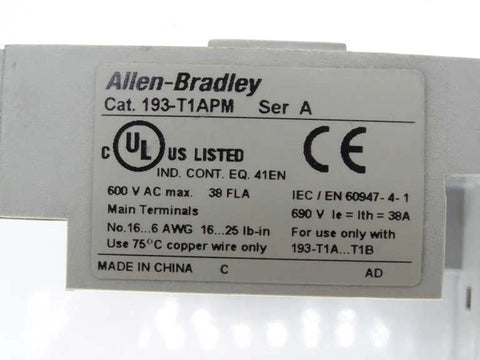 Allen-Bradley
Cat. 193-T1APM Ser A
C UL US LISTED
IND. CONT. EQ. 41EN
CE
600 V AC max. 38 FLA
IEC / EN 60947- 4- 1
Main Terminals
690 V Ie = Ith = 38A
No.16...6 AWG 16...25 lb-in
For use only with
Use 75°C copper wire only
193-T1A...T1B
MADE IN CHINA C AD